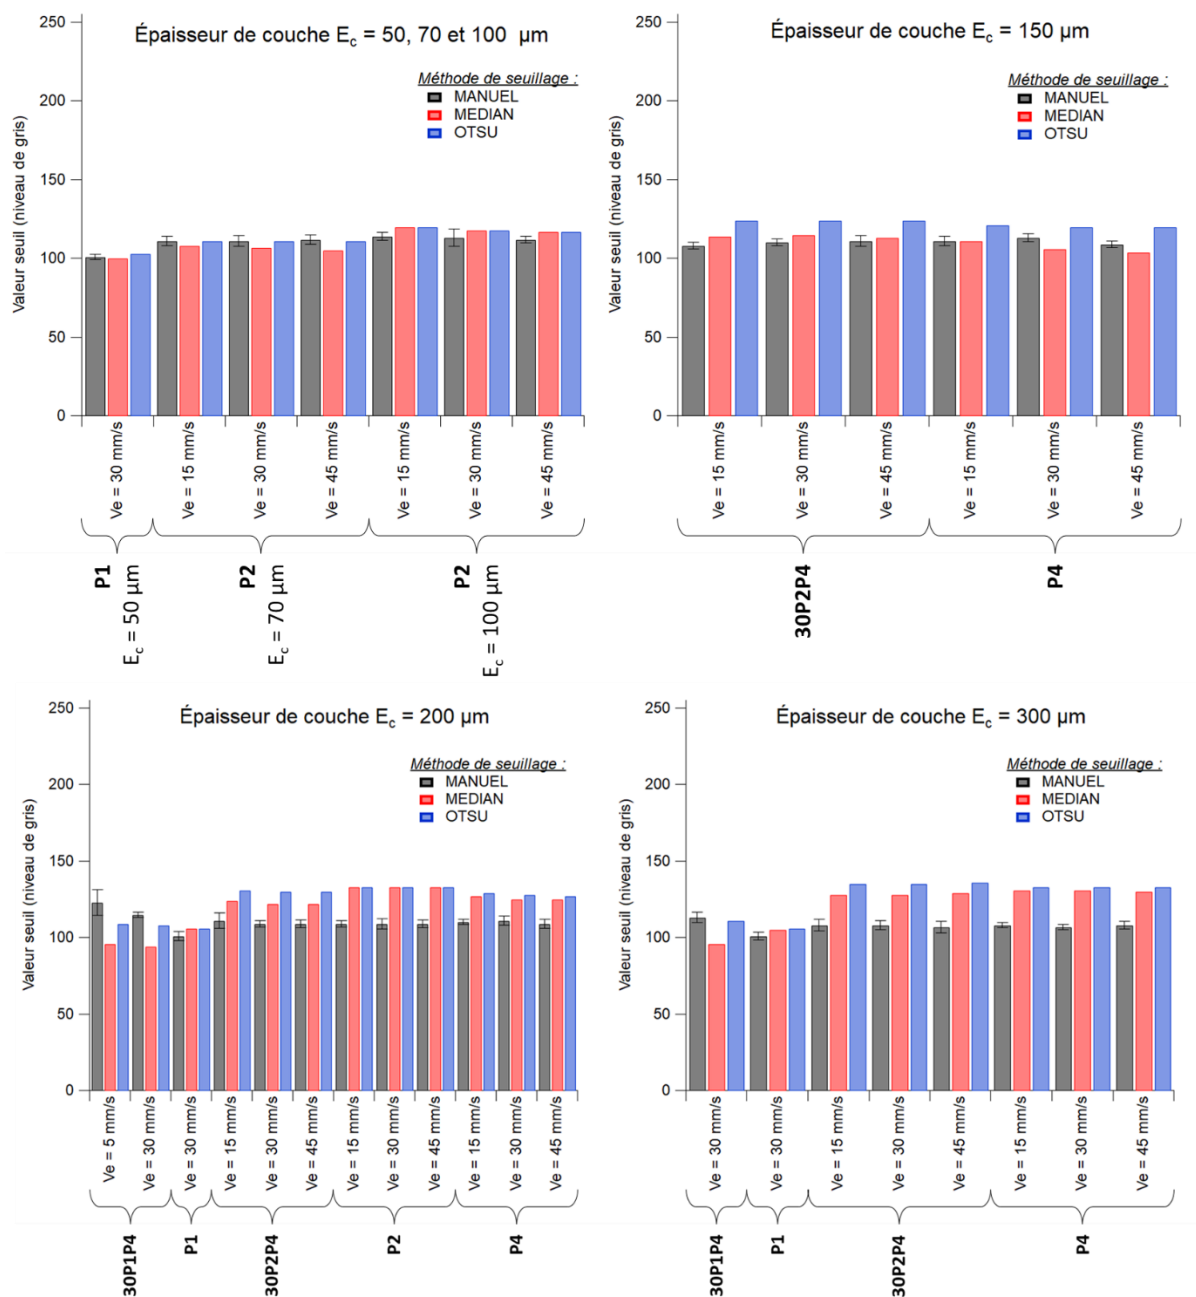 Épaisseur de couche Ec = 50, 70 et 100 µm
Méthode de seuillage :
MANUEL
MEDIAN
OTSU
Valeur seuil (niveau de gris)
250
200
150
100
50
0
Ve = 30 mm/s
Ve = 15 mm/s
Ve = 30 mm/s
Ve = 45 mm/s
Ve = 15 mm/s
Ve = 30 mm/s
Ve = 45 mm/s
P1
Ec = 50 µm
P2
Ec = 70 µm
P2
Ec = 100 µm
Épaisseur de couche Ec = 150 µm
Méthode de seuillage :
MANUEL
MEDIAN
OTSU
Valeur seuil (niveau de gris)
250
200
150
100
50
0
Ve = 15 mm/s
Ve = 30 mm/s
Ve = 45 mm/s
Ve = 15 mm/s
Ve = 30 mm/s
Ve = 45 mm/s
30P2P4
P4
Épaisseur de couche Ec = 200 µm
Méthode de seuillage :
MANUEL
MEDIAN
OTSU
Valeur seuil (niveau de gris)
250
200
150
100
50
0
Ve = 5 mm/s
Ve = 30 mm/s
Ve = 30 mm/s
Ve = 15 mm/s
Ve = 30 mm/s
Ve = 45 mm/s
Ve = 15 mm/s
Ve = 30 mm/s
Ve = 45 mm/s
Ve = 15 mm/s
Ve = 30 mm/s
Ve = 45 mm/s
30P1P4
P1
30P2P4
P2
P4
Épaisseur de couche Ec = 300 µm
Méthode de seuillage :
MANUEL
MEDIAN
OTSU
Valeur seuil (niveau de gris)
250
200
150
100
50
0
Ve = 30 mm/s
Ve = 30 mm/s
Ve = 15 mm/s
Ve = 30 mm/s
Ve = 45 mm/s
Ve = 15 mm/s
Ve = 30 mm/s
Ve = 45 mm/s
30P1P4
P1
30P2P4
P4